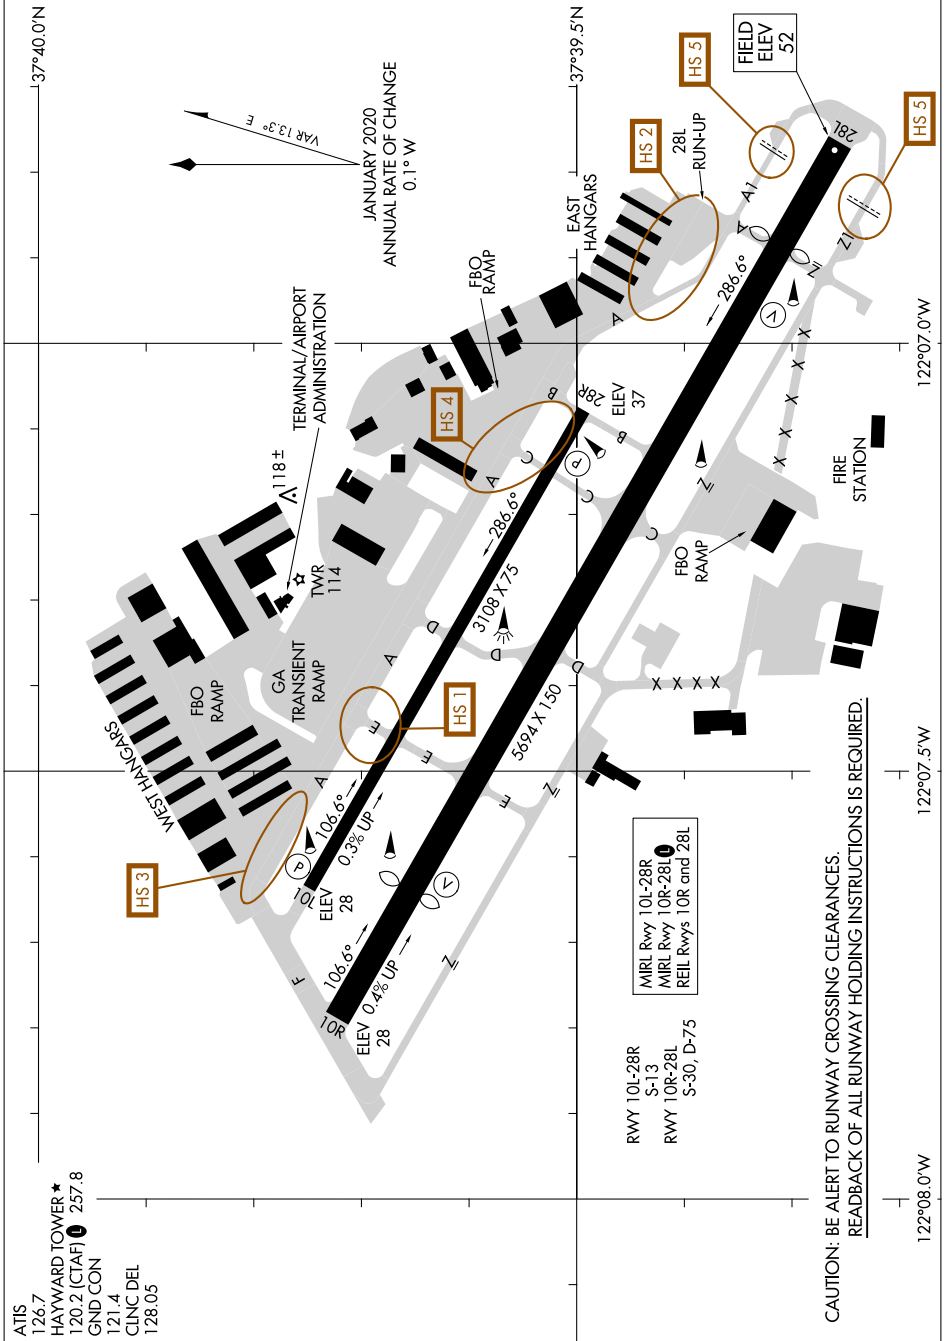 ATIS
126.7
HAYWARD TOWER ★
120.2 (CTAF) L 257.8
GND CON
121.4
CLNC DEL
128.05
37°40.0'N
37°39.5'N
VAR 13.3° E
JANUARY 2020
ANNUAL RATE OF CHANGE
0.1° W
WEST HANGARS
HS 3
FBO
RAMP
GA
TRANSIENT
RAMP
TWR
114
118±
TERMINAL/AIRPORT
ADMINISTRATION
FBO
RAMP
EAST
HANGARS
HS 4
HS 2
28L
RUN-UP
HS 5
FIELD
ELEV
52
HS 5
HS 1
F
A
A
A
A
A
A1
B
B
C
C
C
D
D
D
E
E
E
Z
Z
Z
Z
Z1
P
P
V
V
10L
ELEV
28
106.6°
0.3% UP
3108 X 75
286.6°
28R
ELEV
37
10R
ELEV
28
106.6°
0.4% UP
5694 X 150
286.6°
28L
X X X X
X X X X X
FBO
RAMP
FIRE
STATION
RWY 10L-28R
S-13
RWY 10R-28L
S-30, D-75
MIRL Rwy 10L-28R
MIRL Rwy 10R-28L L
REIL Rwys 10R and 28L
CAUTION: BE ALERT TO RUNWAY CROSSING CLEARANCES.
READBACK OF ALL RUNWAY HOLDING INSTRUCTIONS IS REQUIRED.
122°08.0'W
122°07.5'W
122°07.0'W